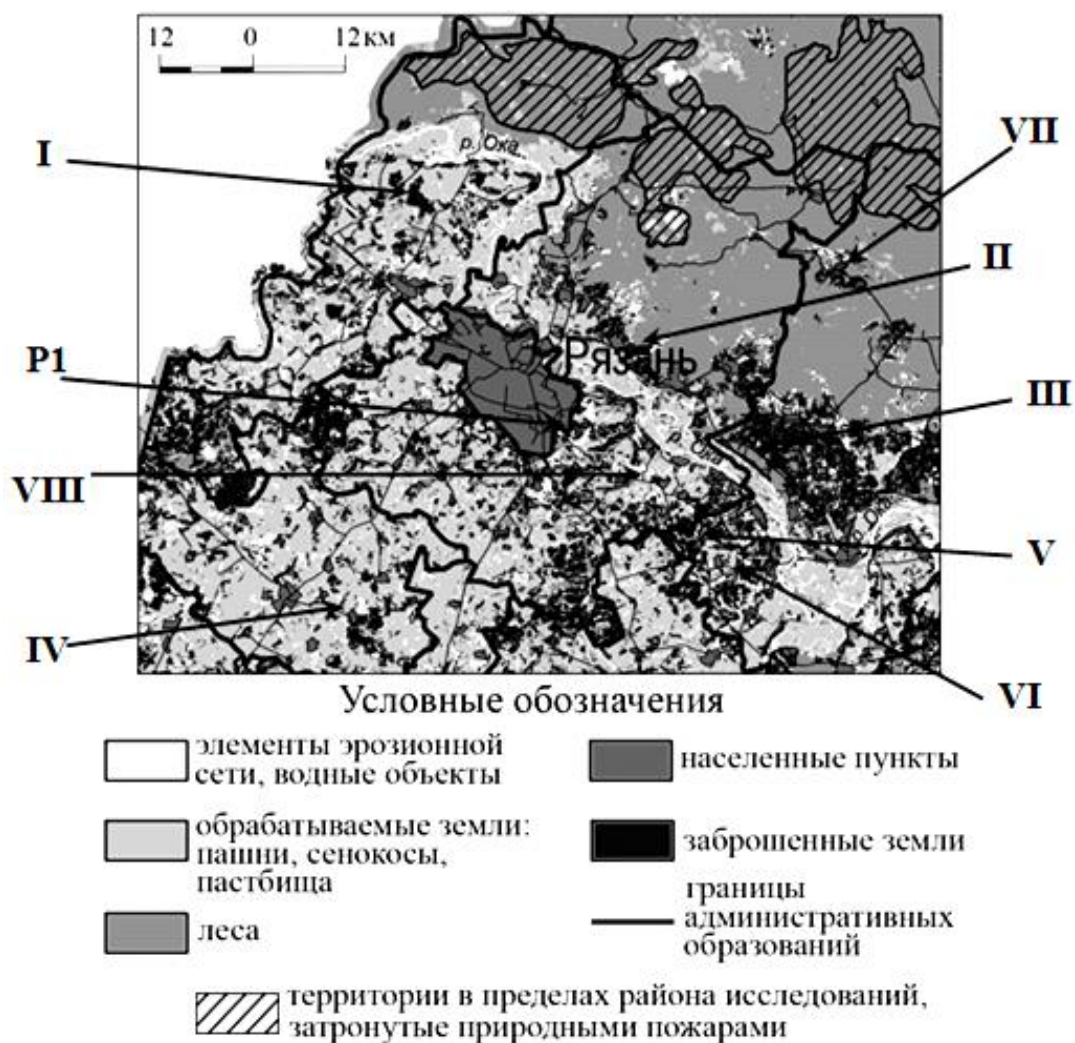 12 0 12 км
I
р. Ока
VII
II
Рязань
P1
III
VIII
V
IV
VI
Условные обозначения
элементы эрозионной
сети, водные объекты
населенные пункты
обрабатываемые земли:
пашни, сенокосы,
пастбища
заброшенные земли
леса
границы
административных
образований
территории в пределах района исследований,
затронутые природными пожарами